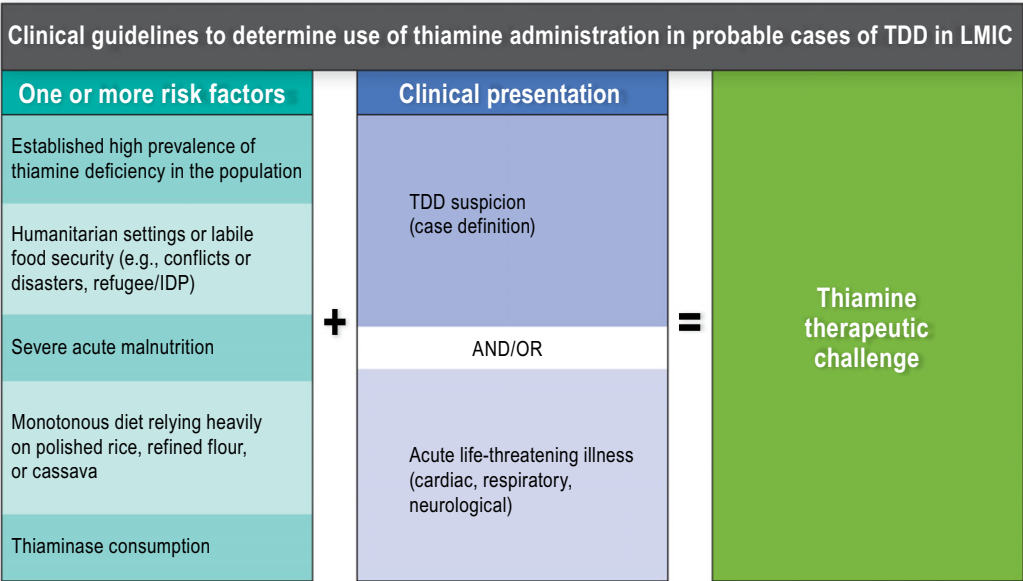 Clinical guidelines to determine use of thiamine administration in probable cases of TDD in LMIC
One or more risk factors
Established high prevalence of
thiamine deficiency in the population
Humanitarian settings or labile
food security (e.g., conflicts or
disasters, refugee/IDP)
Severe acute malnutrition
Monotonous diet relying heavily
on polished rice, refined flour,
or cassava
Thiaminase consumption
+
Clinical presentation
TDD suspicion
(case definition)
AND/OR
Acute life-threatening illness
(cardiac, respiratory,
neurological)
=
Thiamine
therapeutic
challenge